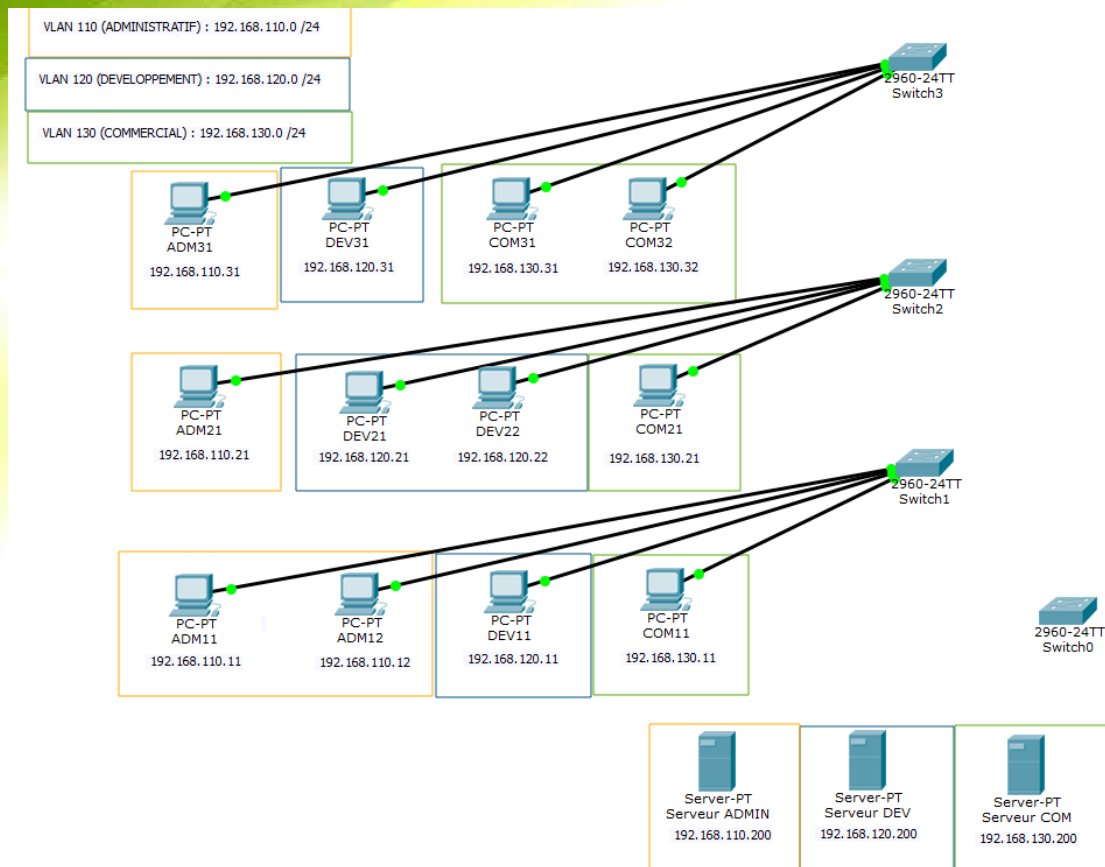 VLAN 110 (ADMINISTRATIF) : 192.168.110.0 /24
VLAN 120 (DEVELOPPEMENT) : 192.168.120.0 /24
VLAN 130 (COMMERCIAL) : 192.168.130.0 /24
2960-24TT
Switch3
PC-PT
ADM31
192.168.110.31
PC-PT
DEV31
192.168.120.31
PC-PT
COM31
192.168.130.31
PC-PT
COM32
192.168.130.32
2960-24TT
Switch2
PC-PT
ADM21
192.168.110.21
PC-PT
DEV21
192.168.120.21
PC-PT
DEV22
192.168.120.22
PC-PT
COM21
192.168.130.21
2960-24TT
Switch1
PC-PT
ADM11
192.168.110.11
PC-PT
ADM12
192.168.110.12
PC-PT
DEV11
192.168.120.11
PC-PT
COM11
192.168.130.11
2960-24TT
Switch0
Server-PT
Serveur ADMIN
192.168.110.200
Server-PT
Serveur DEV
192.168.120.200
Server-PT
Serveur COM
192.168.130.200